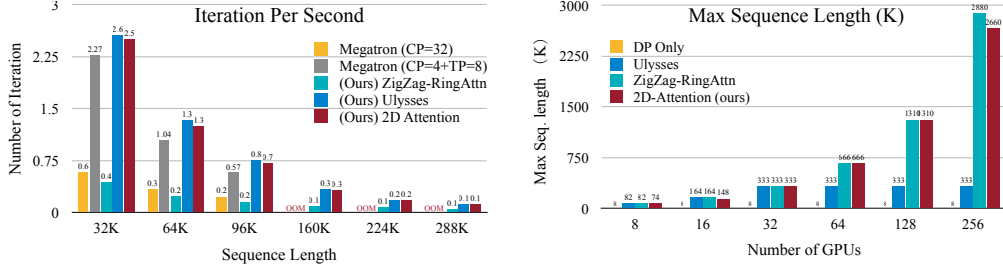 Iteration Per Second
Number of Iteration
3
2.25
1.5
0.75
0
Megatron (CP=32)
Megatron (CP=4+TP=8)
(Ours) ZigZag-RingAttn
(Ours) Ulysses
(Ours) 2D Attention
0.6 2.27 0.4 2.6 2.5
0.3 1.04 0.2 1.3 1.3
0.2 0.57 0.2 0.8 0.7
OOM 0.1 0.3 0.3
OOM 0.1 0.2 0.2
OOM 0.1 0.1 0.1
32K 64K 96K 160K 224K 288K
Sequence Length
Max Sequence Length (K)
Max Seq. length (K)
3000
2250
1500
750
0
DP Only
Ulysses
ZigZag-RingAttn
2D-Attention (ours)
8 82 82 74
8 164 164 148
8 333 333 333
8 333 666 666
8 333 1310 1310
8 333 2880 2660
8 16 32 64 128 256
Number of GPUs